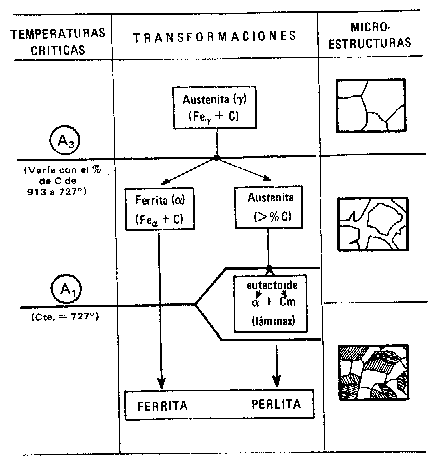 TEMPERATURAS
CRITICAS
TRANSFORMACIONES
MICRO-
ESTRUCTURAS
Austenita (γ)
(Feγ + C)
A3
(Varía con el %
de C de
913 a 727°)
Ferrita (α)
(Feα + C)
Austenita
(> % C)
A1
(Cte. = 727°)
eutectoide
α + Cm
(láminas)
FERRITA PERLITA